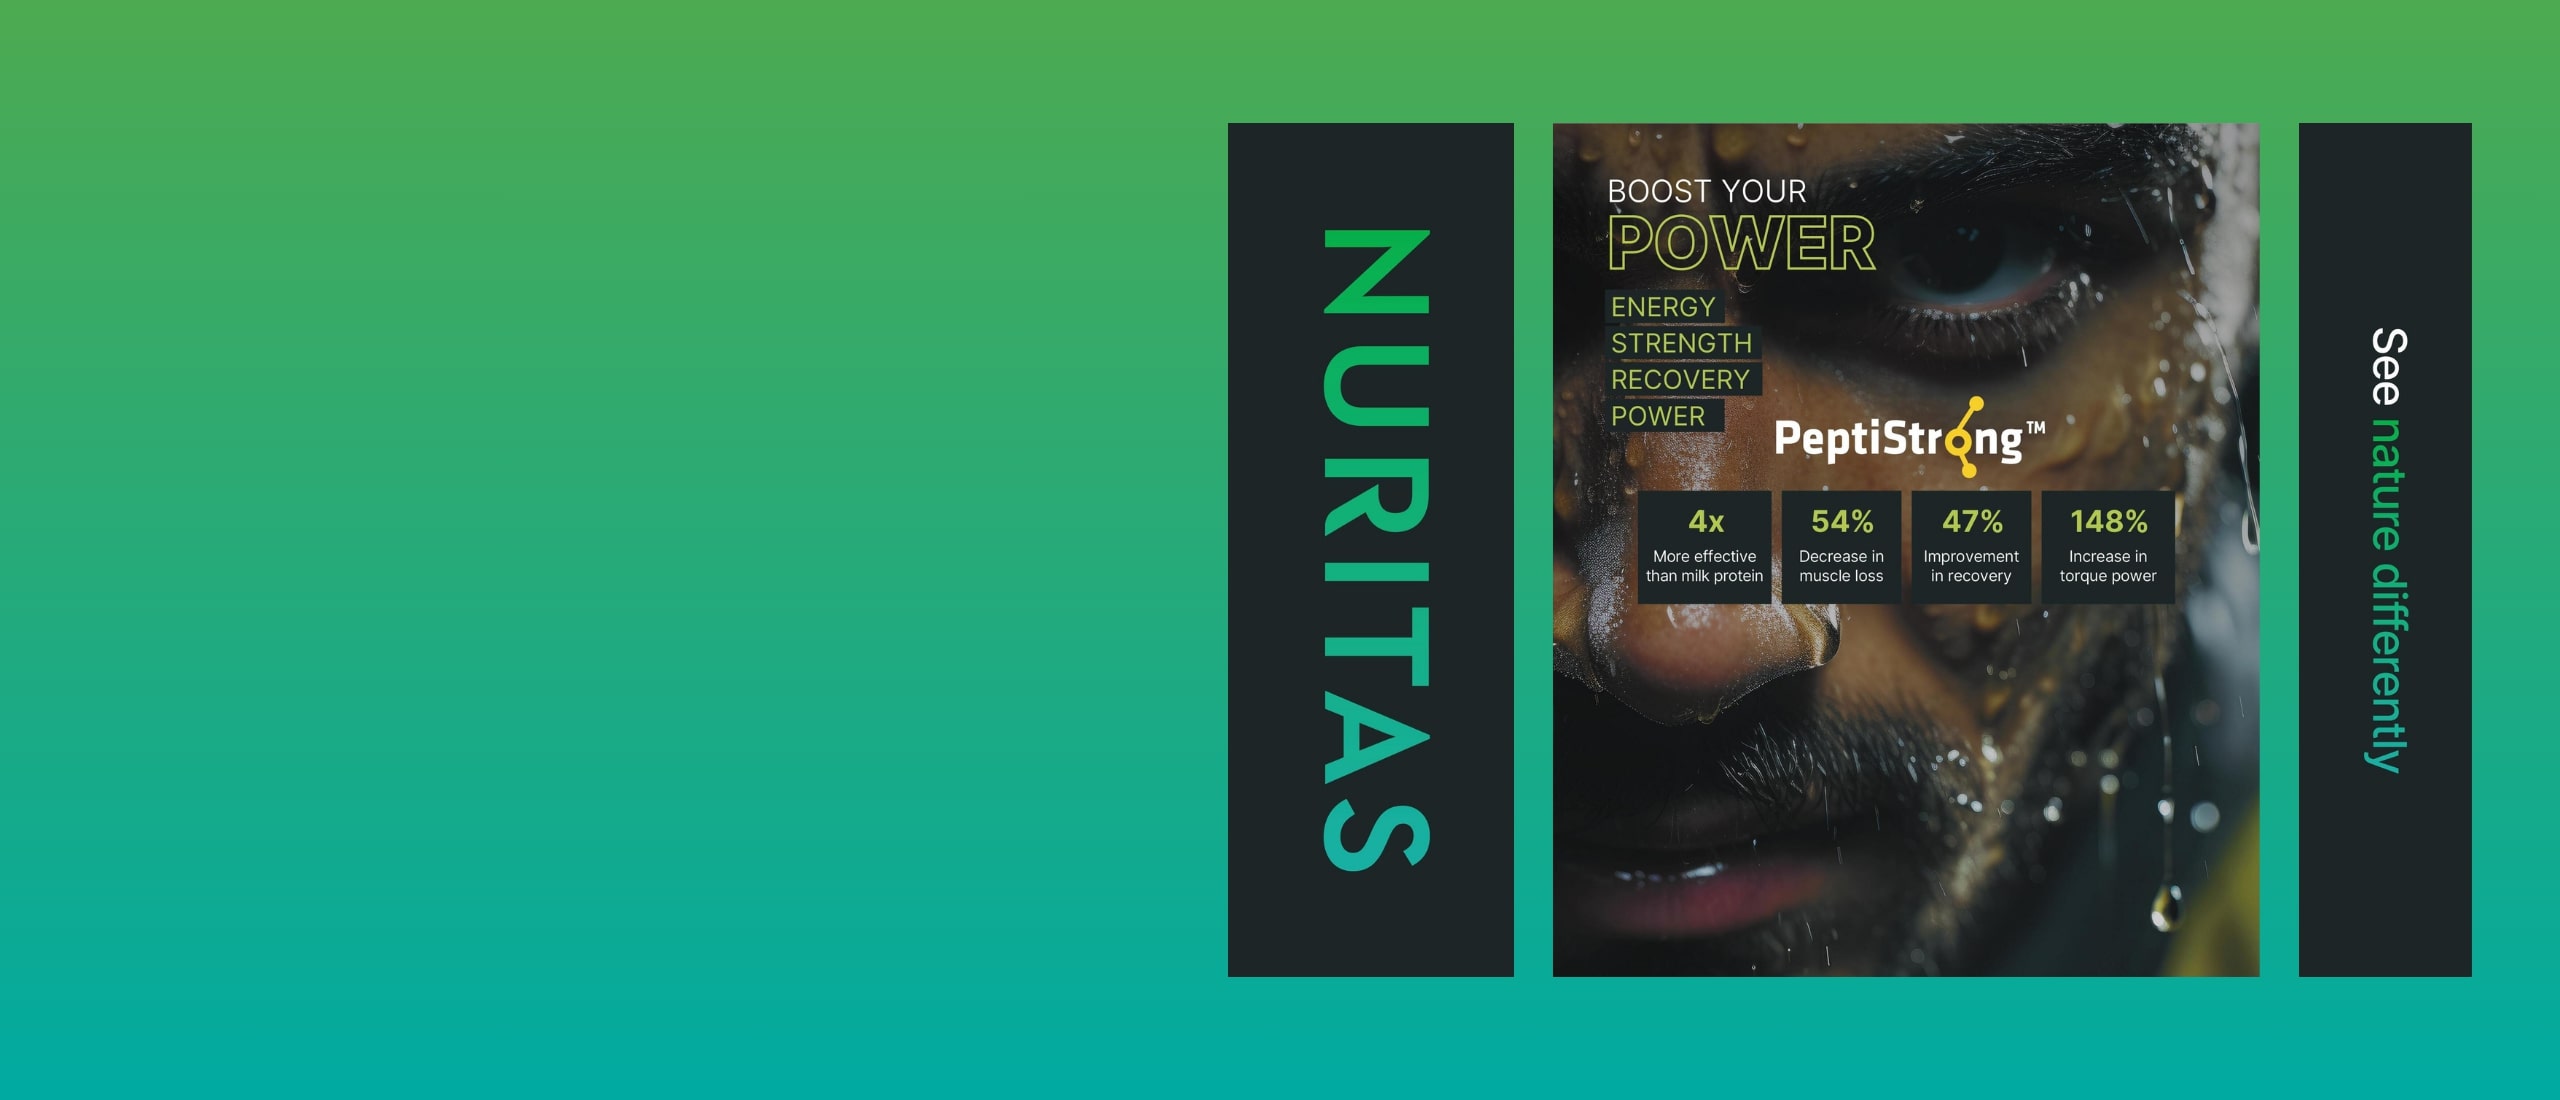 NURITAS
BOOST YOUR
POWER
ENERGY
STRENGTH
RECOVERY
POWER
PeptiStrong™
4x
More effective
than milk protein
54%
Decrease in
muscle loss
47%
Improvement
in recovery
148%
Increase in
torque power
See nature differently